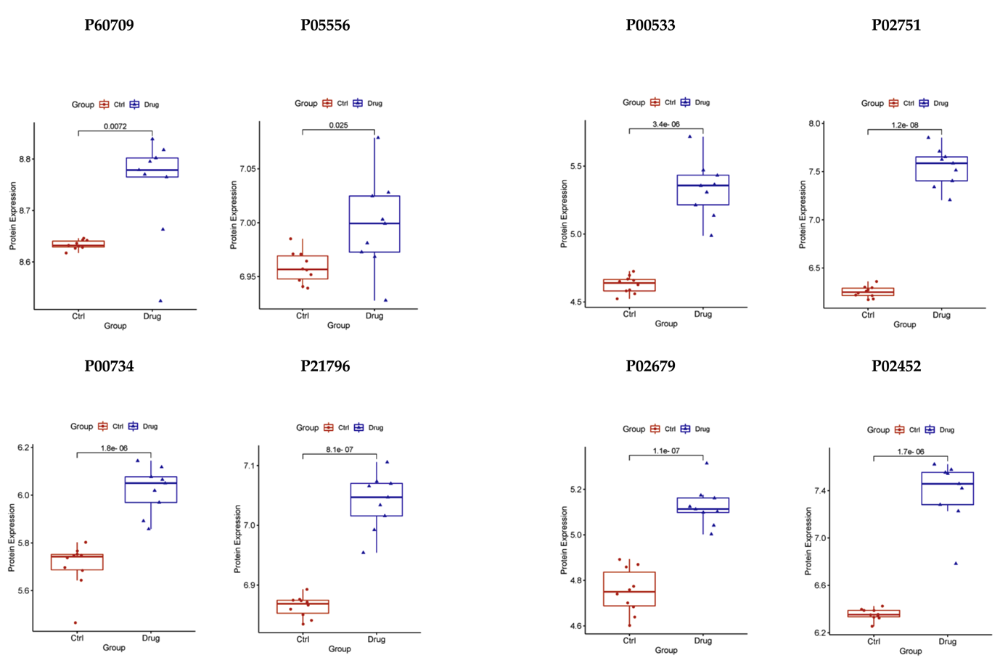 P60709
P05556
P00533
P02751
Group Ctrl Drug
0.0072
8.8
8.7
8.6
Protein Expression
Ctrl Drug
Group
Group Ctrl Drug
0.025
7.05
7.00
6.95
Protein Expression
Ctrl Drug
Group
Group Ctrl Drug
3.4e- 06
5.5
5.0
4.5
Protein Expression
Ctrl Drug
Group
Group Ctrl Drug
1.2e- 08
8.0
7.5
7.0
6.5
Protein Expression
Ctrl Drug
Group
P00734
P21796
P02679
P02452
Group Ctrl Drug
1.8e- 06
6.2
6.0
5.8
5.6
Protein Expression
Ctrl Drug
Group
Group Ctrl Drug
8.1e- 07
7.1
7.0
6.9
Protein Expression
Ctrl Drug
Group
Group Ctrl Drug
1.1e- 07
5.2
5.0
4.8
4.6
Protein Expression
Ctrl Drug
Group
Group Ctrl Drug
1.7e- 06
7.4
7.0
6.6
6.2
Protein Expression
Ctrl Drug
Group